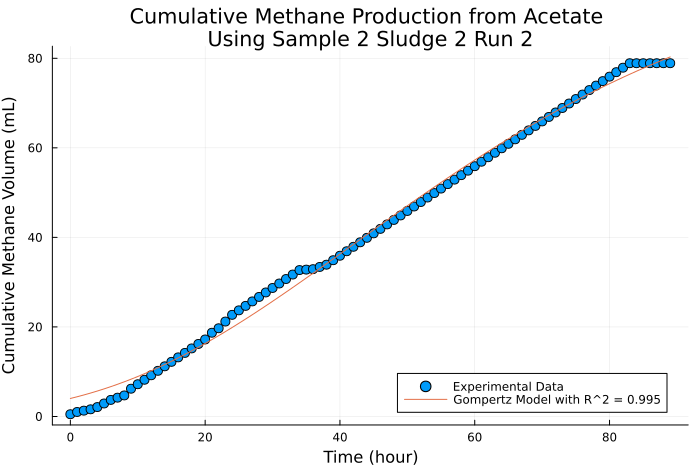 Cumulative Methane Production from Acetate
Using Sample 2 Sludge 2 Run 2
Cumulative Methane Volume (mL)
80
60
40
20
0
Experimental Data
Gompertz Model with R^2 = 0.995
0 20 40 60 80
Time (hour)